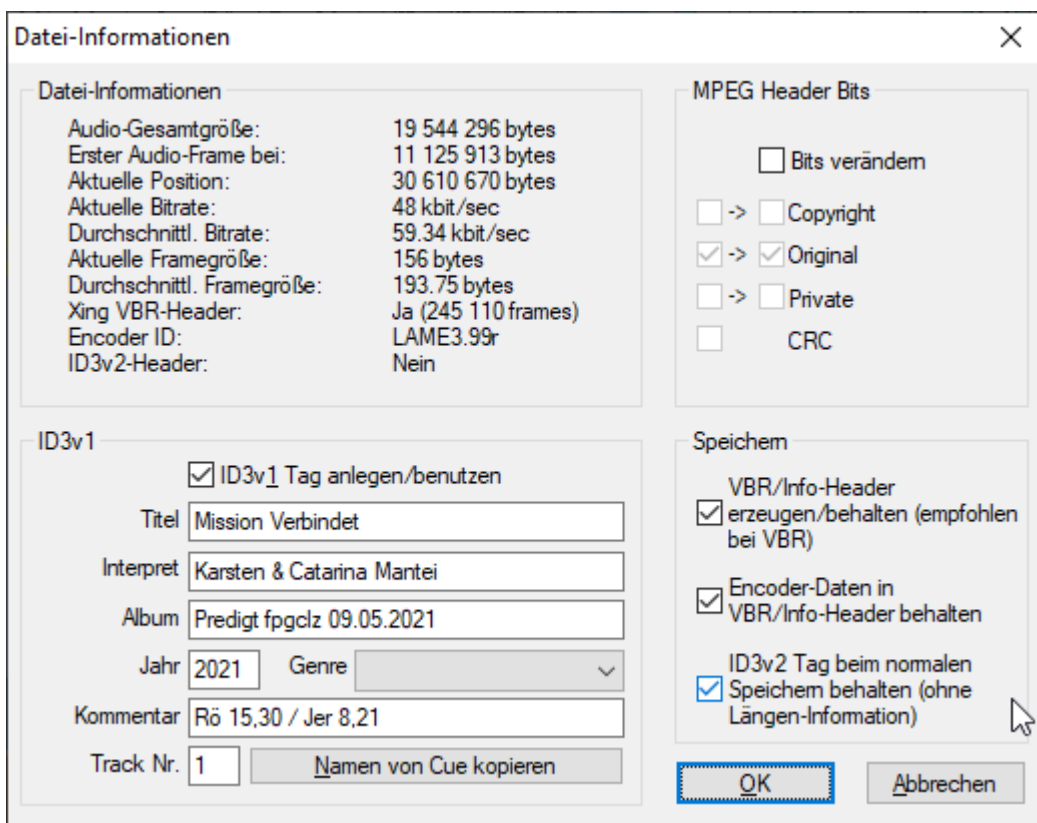 Datei-Informationen
Datei-Informationen
Audio-Gesamtgröße: 19 544 296 bytes
Erster Audio-Frame bei: 11 125 913 bytes
Aktuelle Position: 30 610 670 bytes
Aktuelle Bitrate: 48 kbit/sec
Durchschnittl. Bitrate: 59.34 kbit/sec
Aktuelle Framegröße: 156 bytes
Durchschnittl. Framegröße: 193.75 bytes
Xing VBR-Header: Ja (245 110 frames)
Encoder ID: LAME3.99r
ID3v2-Header: Nein
MPEG Header Bits
Bits verändern
-> Copyright
-> Original
-> Private
CRC
ID3v1
ID3v1 Tag anlegen/benutzen
Titel Mission Verbindet
Interpret Karsten & Catarina Mantei
Album Predigt fpgclz 09.05.2021
Jahr 2021 Genre
Kommentar Rö 15,30 / Jer 8,21
Track Nr. 1 Namen von Cue kopieren
Speichern
VBR/Info-Header
erzeugen/behalten (empfohlen
bei VBR)
Encoder-Daten in
VBR/Info-Header behalten
ID3v2 Tag beim normalen
Speichern behalten (ohne
Längen-Information)
OK Abbrechen